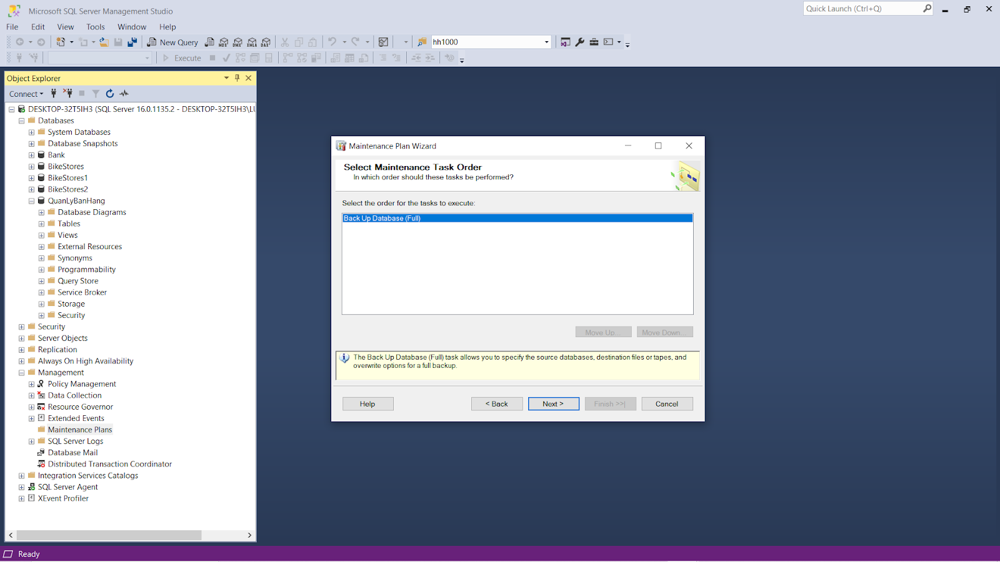 Microsoft SQL Server Management Studio
Quick Launch (Ctrl+Q)
File Edit View Tools Window Help
New Query MDX DMX XMLA DAX hh1000
Execute
Object Explorer
Connect
DESKTOP-32T5IH3 (SQL Server 16.0.1135.2 - DESKTOP-32T5IH3\LU
Databases
System Databases
Database Snapshots
Bank
BikeStores
BikeStores1
BikeStores2
QuanLyBanHang
Database Diagrams
Tables
Views
External Resources
Synonyms
Programmability
Query Store
Service Broker
Storage
Security
Security
Server Objects
Replication
Always On High Availability
Management
Policy Management
Data Collection
Resource Governor
Extended Events
Maintenance Plans
SQL Server Logs
Database Mail
Distributed Transaction Coordinator
Integration Services Catalogs
SQL Server Agent
XEvent Profiler
Maintenance Plan Wizard
Select Maintenance Task Order
In which order should these tasks be performed?
Select the order for the tasks to execute:
Back Up Database (Full)
Move Up... Move Down...
The Back Up Database (Full) task allows you to specify the source databases, destination files or tapes, and
overwrite options for a full backup.
Help < Back Next > Finish >>| Cancel
Ready